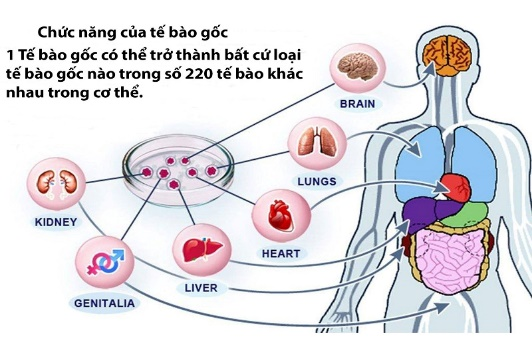 Chức năng của tế bào gốc
1 Tế bào gốc có thể trở thành bất cứ loại
tế bào gốc nào trong số 220 tế bào khác
nhau trong cơ thể.
BRAIN
LUNGS
KIDNEY
HEART
LIVER
GENITALIA